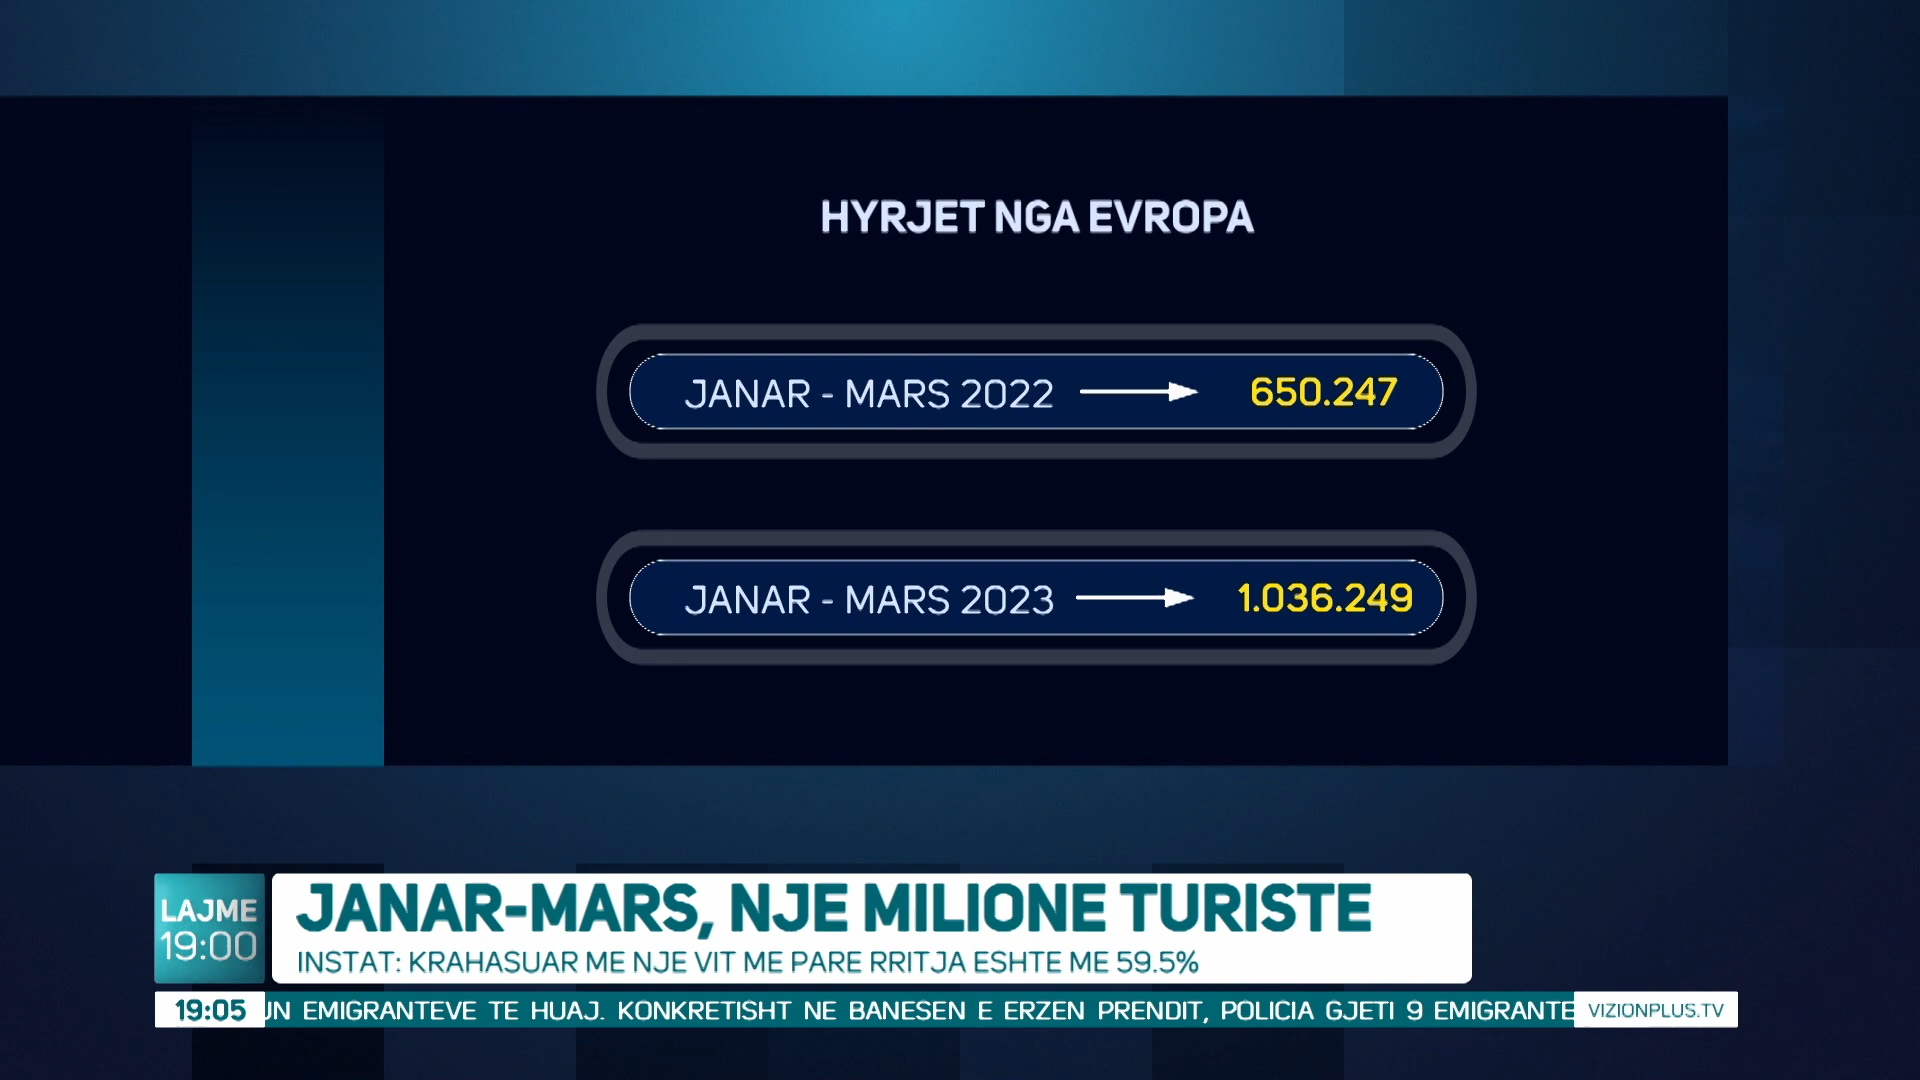 HYRJET NGA EVROPA
JANAR - MARS 2022 650.247
JANAR - MARS 2023 1.036.249
LAJME
19:00
JANAR-MARS, NJE MILIONE TURISTE
INSTAT: KRAHASUAR ME NJE VIT ME PARE RRITJA ESHTE ME 59.5%
19:05 UN EMIGRANTEVE TE HUAJ. KONKRETISHT NE BANESEN E ERZEN PRENDIT, POLICIA GJETI 9 EMIGRANTE VIZIONPLUS.TV